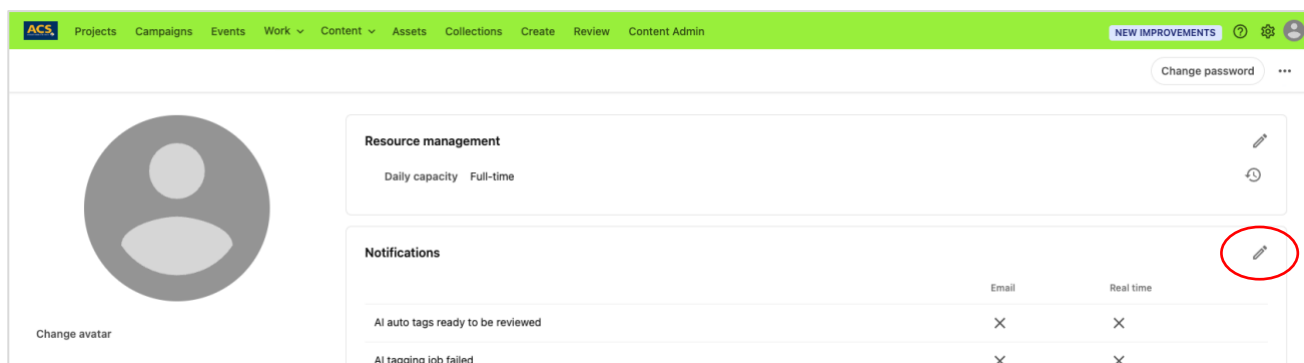 ACS Projects Campaigns Events Work Content Assets Collections Create Review Content Admin NEW IMPROVEMENTS
Change password
Resource management
Daily capacity Full-time
Notifications
Email Real time
AI auto tags ready to be reviewed
Change avatar
AI tagging job failed